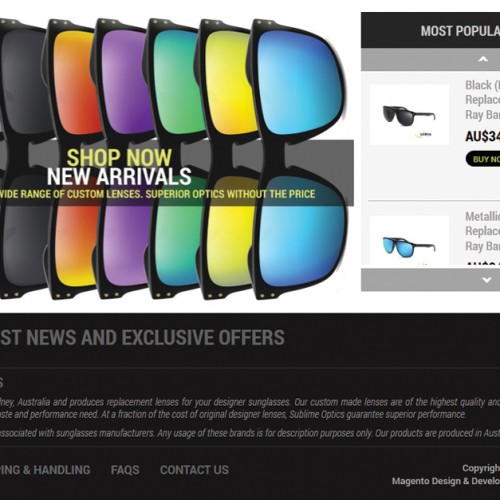 MOST POPULA
SHOP NOW
NEW ARRIVALS
WIDE RANGE OF CUSTOM LENSES. SUPERIOR OPTICS WITHOUT THE PRICE
Black (
Replace
Ray Ba
AU$34
BUY NO
Metallic
Replace
Ray Ba
ST NEWS AND EXCLUSIVE OFFERS
S
ney, Australia and produces replacement lenses for your designer sunglasses. Our custom made lenses are of the highest quality and
aste and performance need. At a fraction of the cost of original designer lenses, Sublime Optics guarantee superior performance.
associated with sunglasses manufacturers. Any usage of these brands is for description purposes only. Our products are produced in Aust
PING & HANDLING FAQS CONTACT US
Copyrigh
Magento Design & Develo